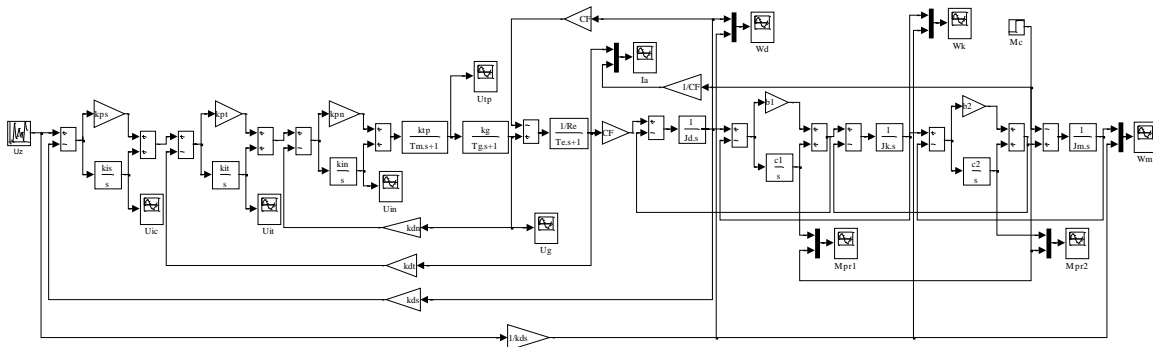 CF
Wd
Wk
Mc
Ia
Utp
1/CF
kps
kpt
kpn
b1
b2
Uz
ktp
Tm.s+1
kg
Tg.s+1
1/Re
Te.s+1
CF
1
Jd.s
1
Jk.s
1
Jm.s
Wm
kis
s
kit
s
kin
s
c1
s
c2
s
Uic
Uit
Uin
kdn
Ug
Mpr1
Mpr2
kdt
kds
1/kds